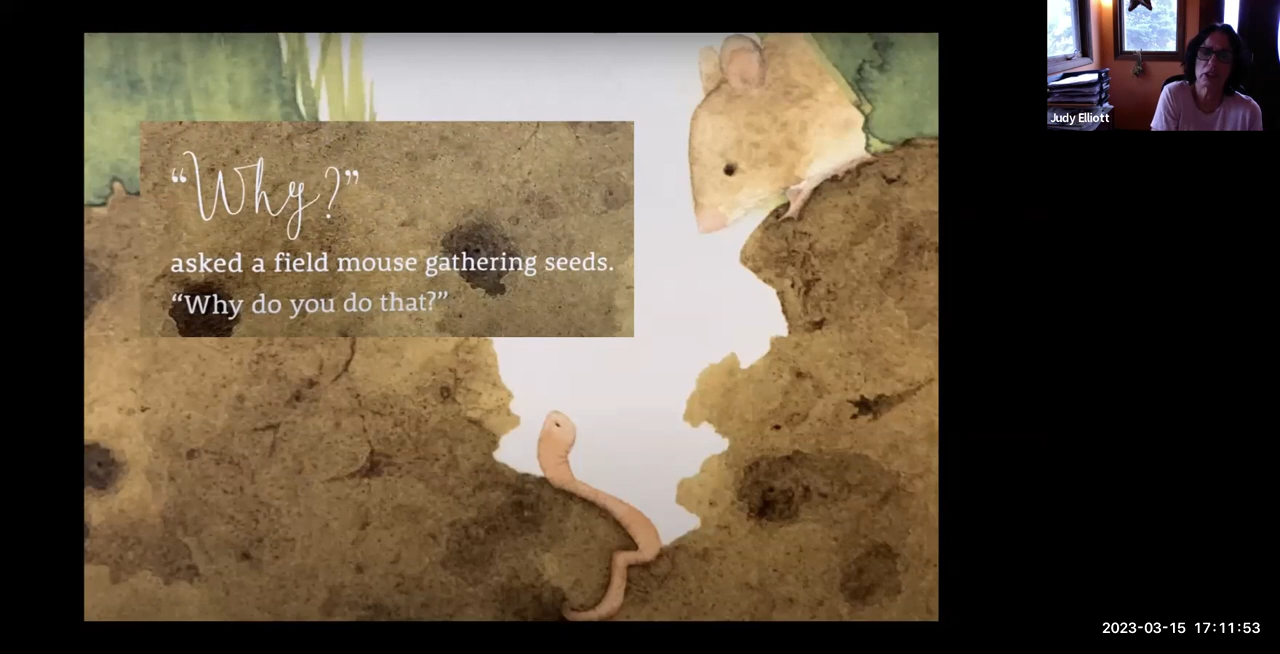 “Why?”
asked a field mouse gathering seeds.
“Why do you do that?”
Judy Elliott
2023-03-15 17:11:53